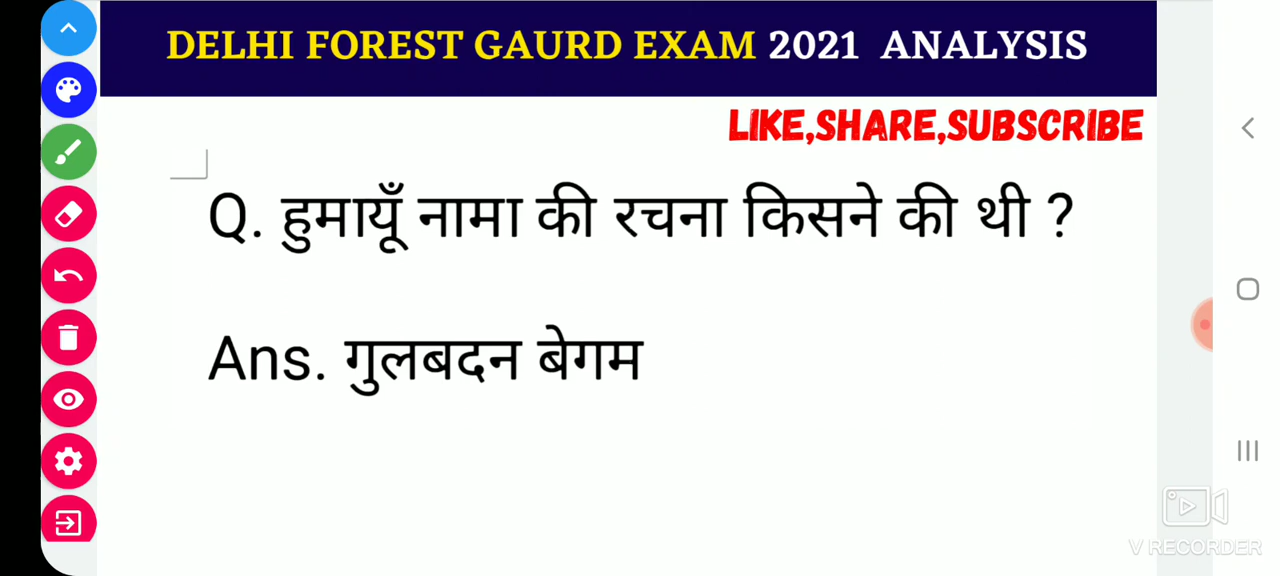 DELHI FOREST GAURD EXAM 2021 ANALYSIS
LIKE,SHARE,SUBSCRIBE
Q. हुमायूँ नामा की रचना किसने की थी ?
Ans. गुलबदन बेगम
V RECORDER